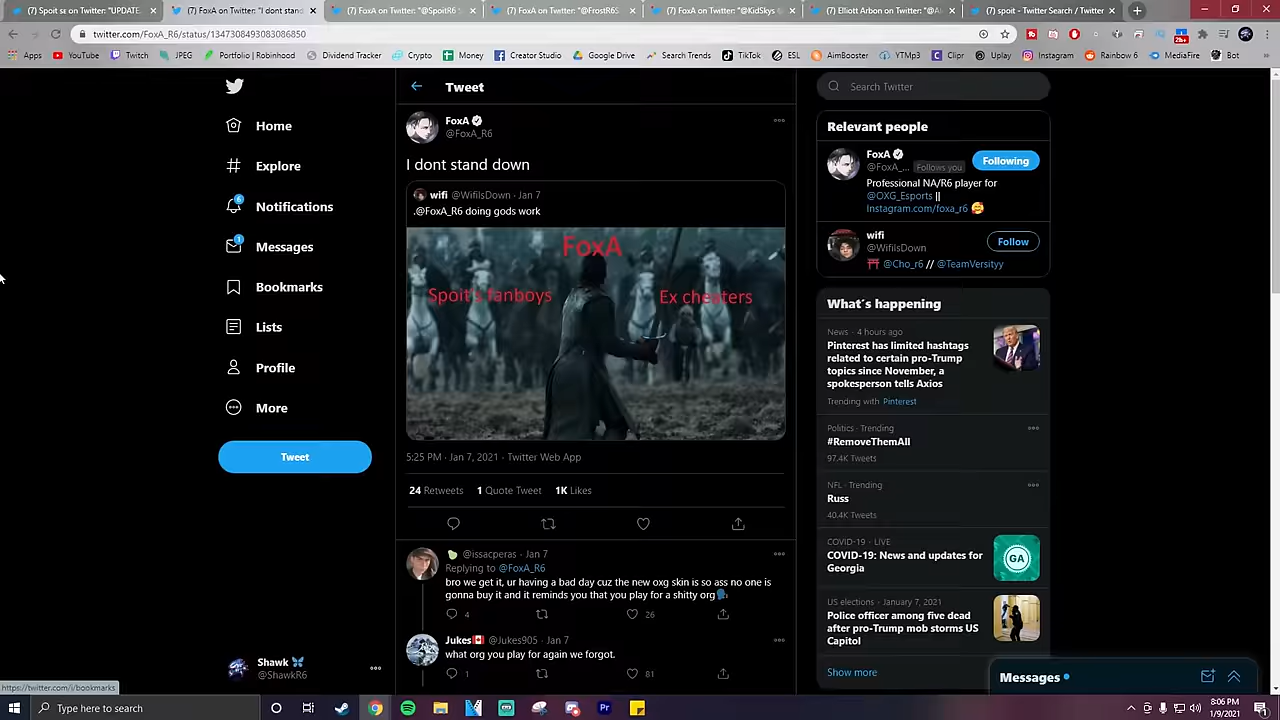 (7) Spoit ss on Twitter: "UPDATE
(7) FoxA on Twitter: "I dont stand
(7) FoxA on Twitter: "@SpoitR6
(7) FoxA on Twitter: "@FrostR6S
(7) FoxA on Twitter: "@KidSkys
(7) Elliott Arbon on Twitter: "@A
(7) spoit - Twitter Search / Twitter
twitter.com/FoxA_R6/status/1347308493083086850
Apps
YouTube
Twitch
JPEG
Portfolio | Robinhood
Dividend Tracker
Crypto
Money
Creator Studio
Google Drive
Search Trends
TikTok
ESL
AimBooster
YTMp3
Clipr
Uplay
Instagram
Rainbow 6
MediaFire
Bot
»
Home
Explore
6
Notifications
1
Messages
Bookmarks
Lists
Profile
More
Tweet
Shawk
@ShawkR6
https://twitter.com/i/bookmarks
Tweet
FoxA
@FoxA_R6
I dont stand down
wifi @WifiIsDown · Jan 7
.@FoxA_R6 doing gods work
FoxA
Spoit's fanboys
Ex cheaters
5:25 PM · Jan 7, 2021 · Twitter Web App
24 Retweets 1 Quote Tweet 1K Likes
@issacperas · Jan 7
Replying to @FoxA_R6
bro we get it, ur having a bad day cuz the new oxg skin is so ass no one is
gonna buy it and it reminds you that you play for a shitty org
4
26
Jukes @Jukes905 · Jan 7
what org you play for again we forgot.
1
81
Search Twitter
Relevant people
FoxA
@FoxA_... Follows you
Following
Professional NA/R6 player for
@OXG_Esports ||
Instagram.com/foxa_r6
wifi
@WifiIsDown
Follow
@Cho_r6 // @TeamVersityy
What's happening
News · 4 hours ago
Pinterest has limited hashtags
related to certain pro-Trump
topics since November, a
spokesperson tells Axios
Trending with Pinterest
Politics · Trending
#RemoveThemAll
97.4K Tweets
NFL · Trending
Russ
40.4K Tweets
COVID-19 · LIVE
COVID-19: News and updates for
Georgia
GA
US elections · January 7, 2021
Police officer among five dead
after pro-Trump mob storms US
Capitol
Show more
Messages
Type here to search
8:06 PM
1/9/2021